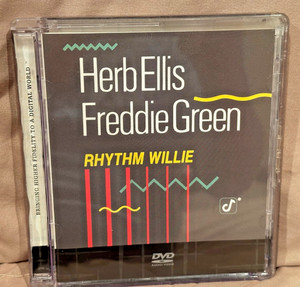 BRINGING HIGHER FIDELITY TO A DIGITAL WORLD
Herb Ellis
Freddie Green
RHYTHM WILLIE
DVD